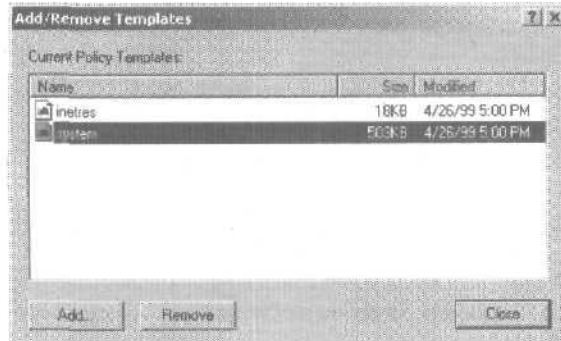 Add/Remove Templates
Current Policy Templates:
Name Size Modified
inetres 18KB 4/26/99 5:00 PM
system 503KB 4/26/99 5:00 PM
Add... Remove Close